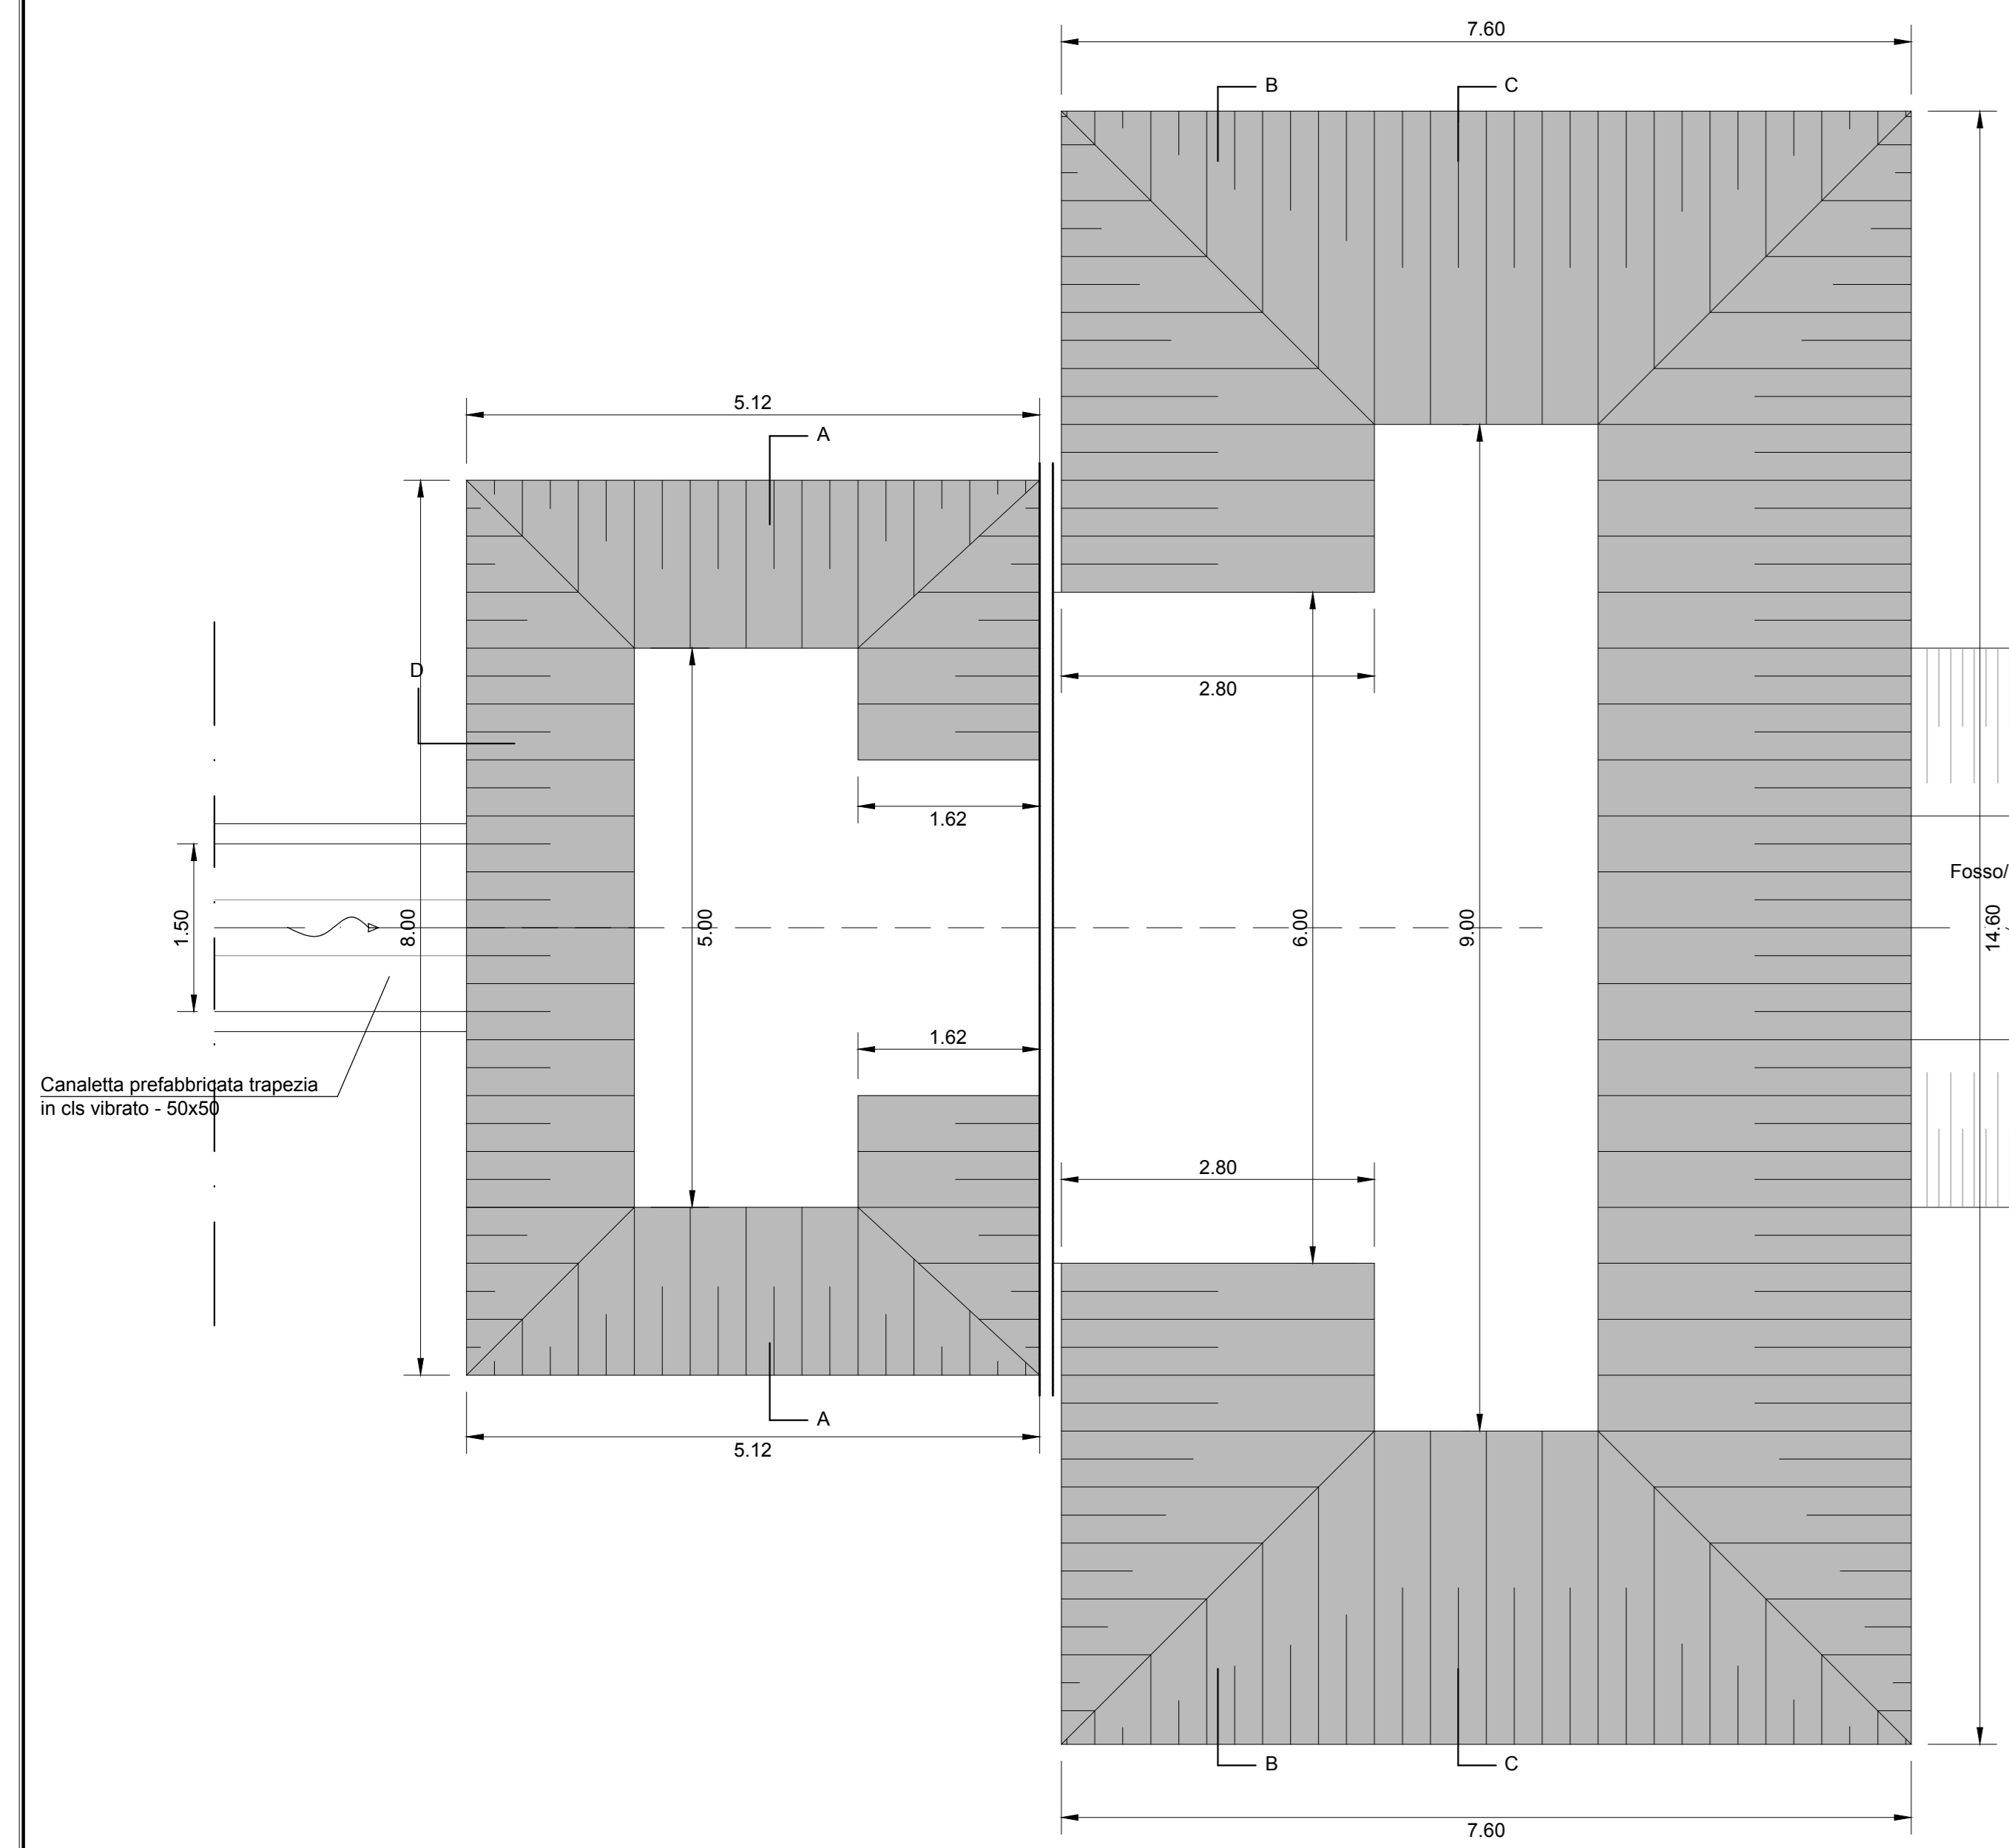 7.60
B
C
5.12
A
D
2.80
1.62
Fosso/
1.50
8.00
5.00
6.00
9.00
14.60
1.62
Canaletta prefabbricata trapezia
in cls vibrato - 50x50
2.80
A
5.12
B
C
7.60